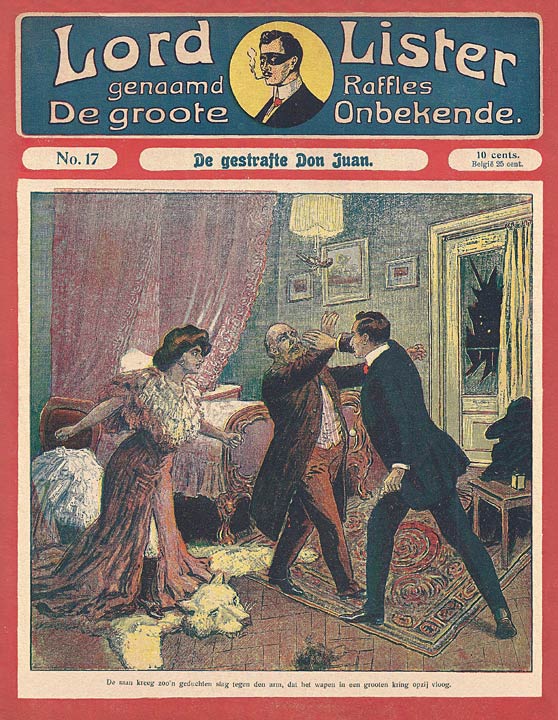 Lord Lister
genaamd Raffles
De groote Onbekende.
No. 17
De gestrafte Don Juan.
10 cents.
België 25 cent.
De man kreeg zoo'n geduchten slag tegen den arm, dat het wapen in een grooten kring opzij vloog.